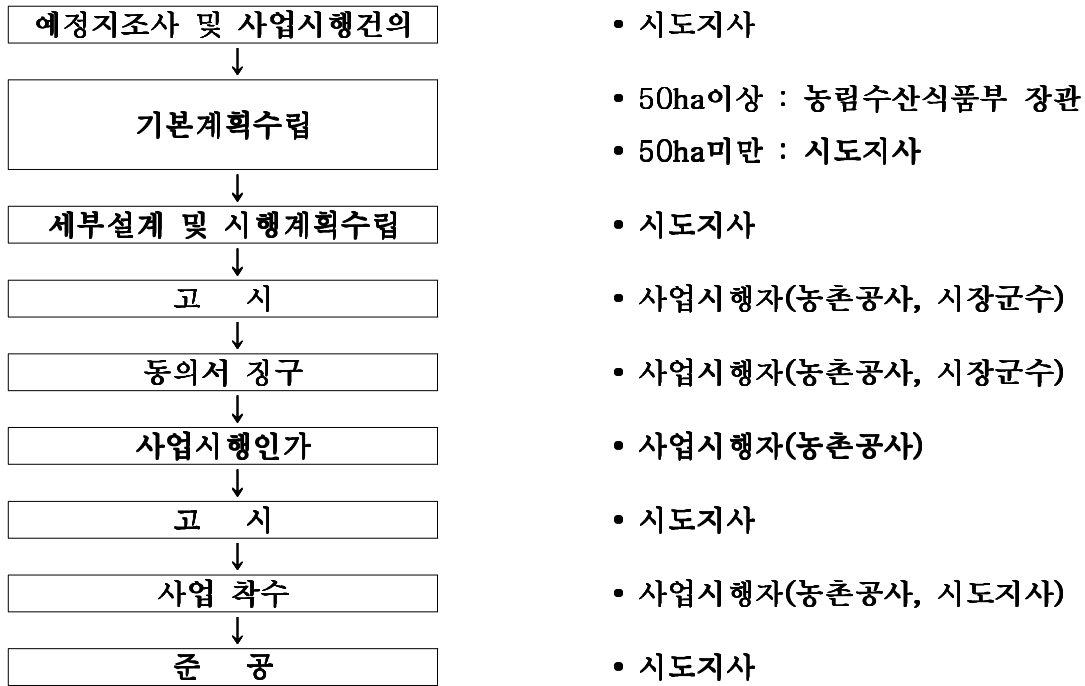 예정지조사 및 사업시행건의 • 시도지사
↓
• 50ha이상 : 농림수산식품부 장관
기본계획수립
• 50ha미만 : 시도지사
↓
세부설계 및 시행계획수립 • 시도지사
↓
고 시 • 사업시행자(농촌공사, 시장군수)
↓
동의서 징구 • 사업시행자(농촌공사, 시장군수)
↓
사업시행인가 • 사업시행자(농촌공사)
↓
고 시 • 시도지사
↓
사업 착수 • 사업시행자(농촌공사, 시도지사)
↓
준 공 • 시도지사